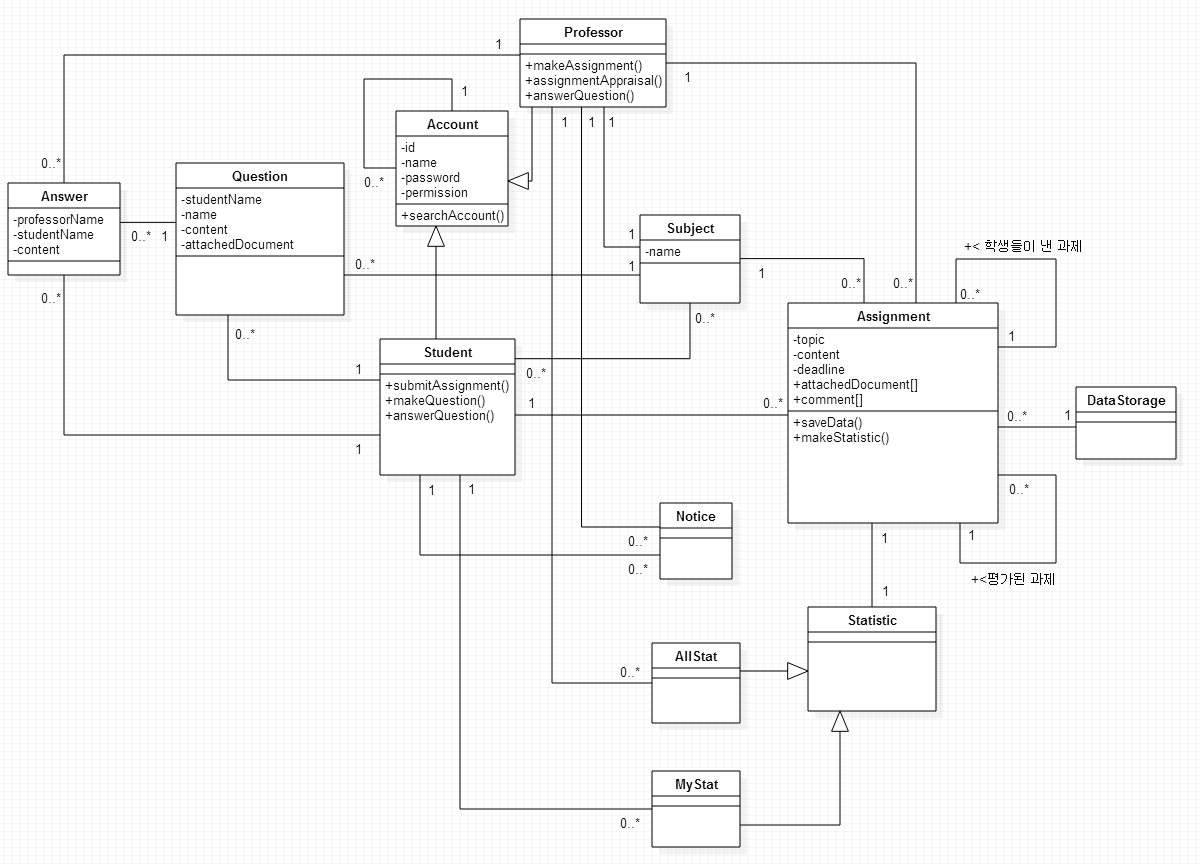 Professor
+makeAssignment()
+assignmentAppraisal()
+answerQuestion()
1
1
1
1
1
0..*
Account
-id
-name
-password
-permission
+searchAccount()
1
0..*
Question
-studentName
-name
-content
-attachedDocument
Answer
-professorName
-studentName
-content
0..*
1
0..*
0..*
0..*
1
1
Subject
-name
1
0..*
0..*
0..*
+< 학생들이 낸 과제
0..*
1
Student
+submitAssignment()
+makeQuestion()
+answerQuestion()
1
1
0..*
1
0..*
1
1
Assignment
-topic
-content
-deadline
+attachedDocument[]
+comment[]
+saveData()
+makeStatistic()
0..*
1
DataStorage
0..*
1
+<평가된 과제
1
1
Notice
0..*
0..*
Statistic
AllStat
0..*
MyStat
0..*